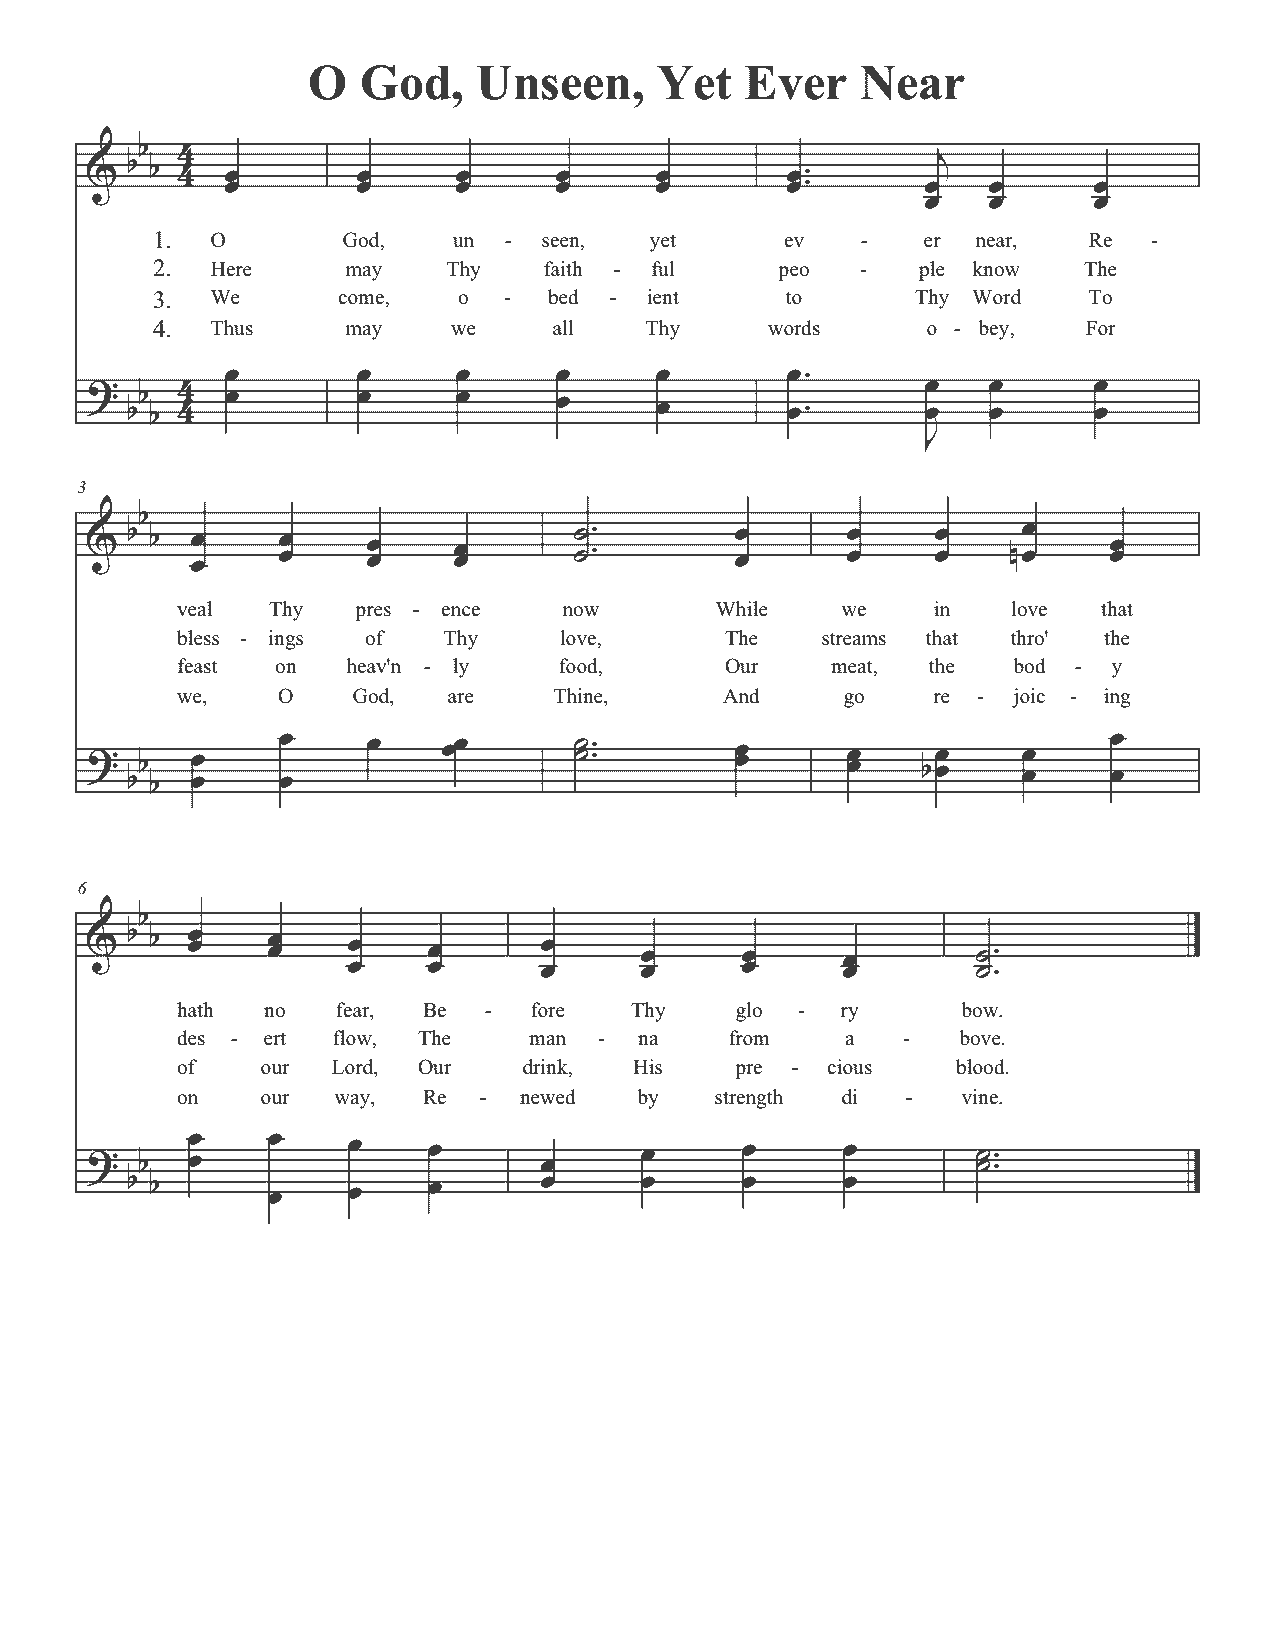 O God, Unseen, Yet Ever Near
4
4
1. O God, un - seen, yet ev - er near, Re -
2. Here may Thy faith - ful peo - ple know The
3. We come, o - bed - ient to Thy Word To
4. Thus may we all Thy words o - bey, For
4
4
3
veal Thy pres - ence now While we in love that
bless - ings of Thy love, The streams that thro' the
feast on heav'n - ly food, Our meat, the bod - y
we, O God, are Thine, And go re - joic - ing
6
hath no fear, Be - fore Thy glo - ry bow.
des - ert flow, The man - na from a - bove.
of our Lord, Our drink, His pre - cious blood.
on our way, Re - newed by strength di - vine.